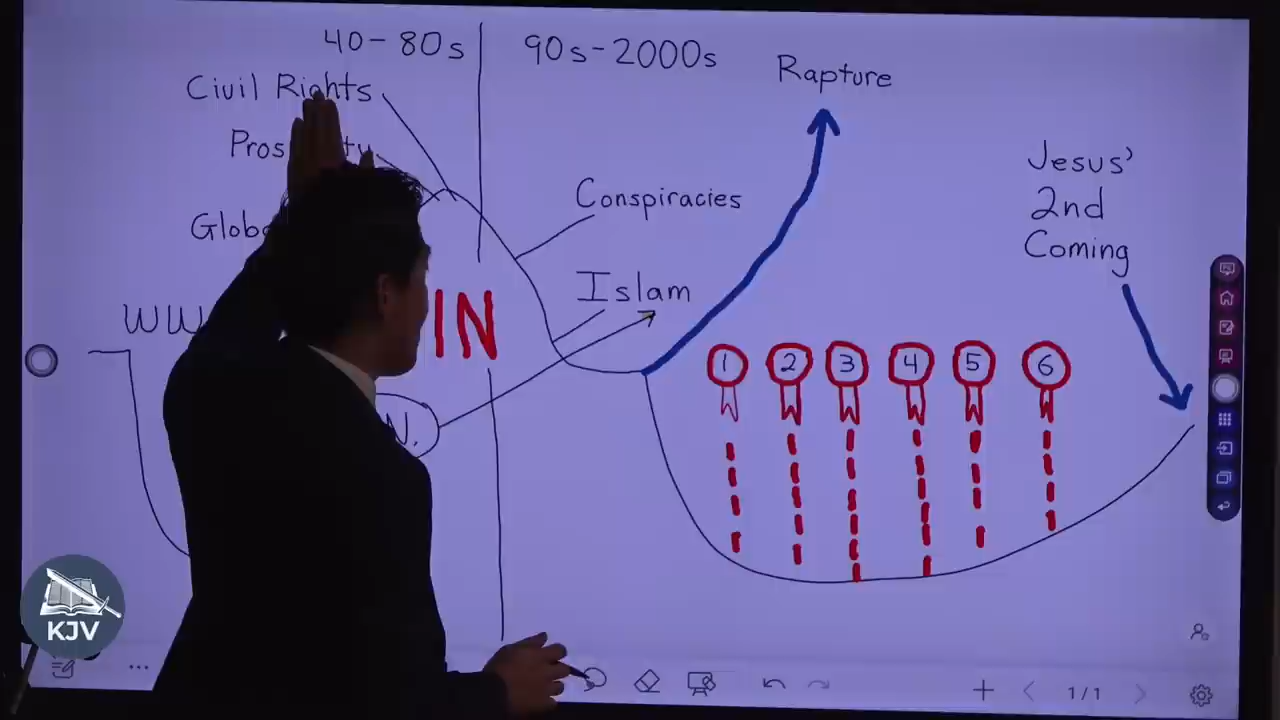 40-80s
90s-2000s
Rapture
Civil Rights
Conspiracies
Jesus'
2nd
Coming
Islam
IN
1 2 3 4 5 6
KJV
1/1